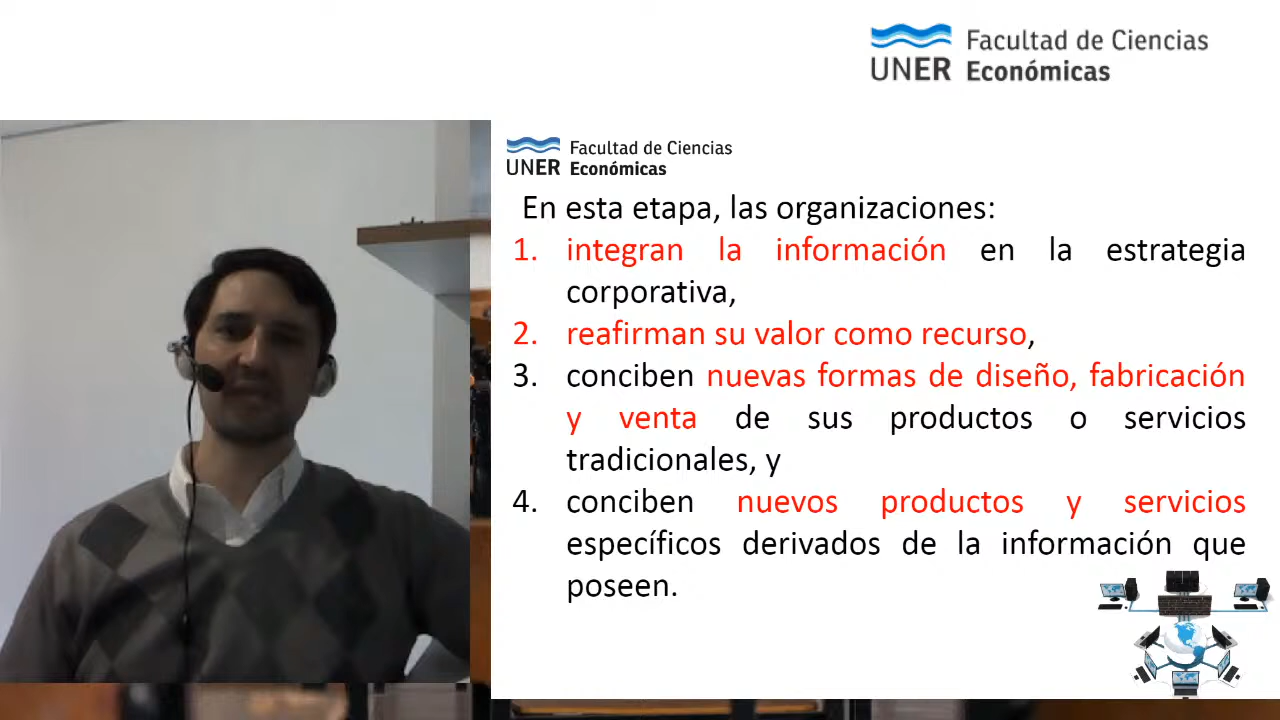 UNER Facultad de Ciencias
Económicas
UNER Facultad de Ciencias
Económicas
En esta etapa, las organizaciones:
1. integran la información en la estrategia
corporativa,
2. reafirman su valor como recurso,
3. conciben nuevas formas de diseño, fabricación
y venta de sus productos o servicios
tradicionales, y
4. conciben nuevos productos y servicios
específicos derivados de la información que
poseen.